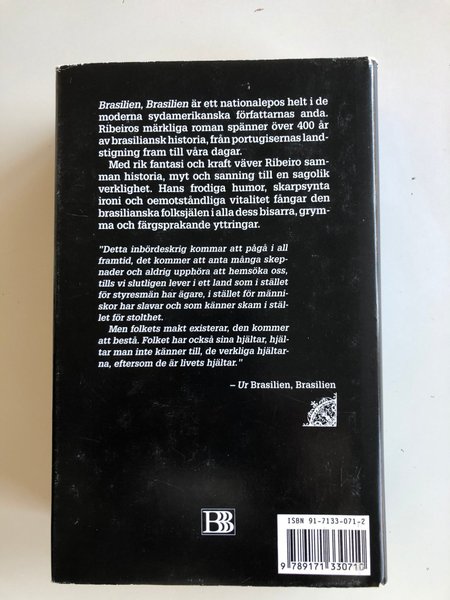 Brasilien, Brasilien är ett nationalepos helt i de
moderna sydamerikanska författarnas anda.
Ribeiros märkliga roman spänner över 400 år
av brasiliansk historia, från portugisernas land-
stigning fram till våra dagar.
Med rik fantasi och kraft väver Ribeiro sam-
man historia, myt och sanning till en sagolik
verklighet. Hans frodiga humor, skarpsynta
ironi och oemotståndliga vitalitet fångar den
brasilianska folksjälen i alla dess bisarra, grym-
ma och färgsprakande yttringar.
"Detta inbördeskrig kommar att pågå i all
framtid, det kommer att anta många skep-
nader och aldrig upphöra att hemsöka oss,
tills vi slutligen lever i ett land som i stället
för styresmän har ägare, i stället för männi-
skor har slavar och som känner skam i stäl-
let för stolthet.
Men folkets makt existerar, den kommer
att bestå. Folket har också sina hjältar, hjäl-
tar man inte känner till, de verkliga hjältar-
na, eftersom de är livets hjältar."
– Ur Brasilien, Brasilien
BBB
ISBN 91-7133-071-2
9 789171 330710